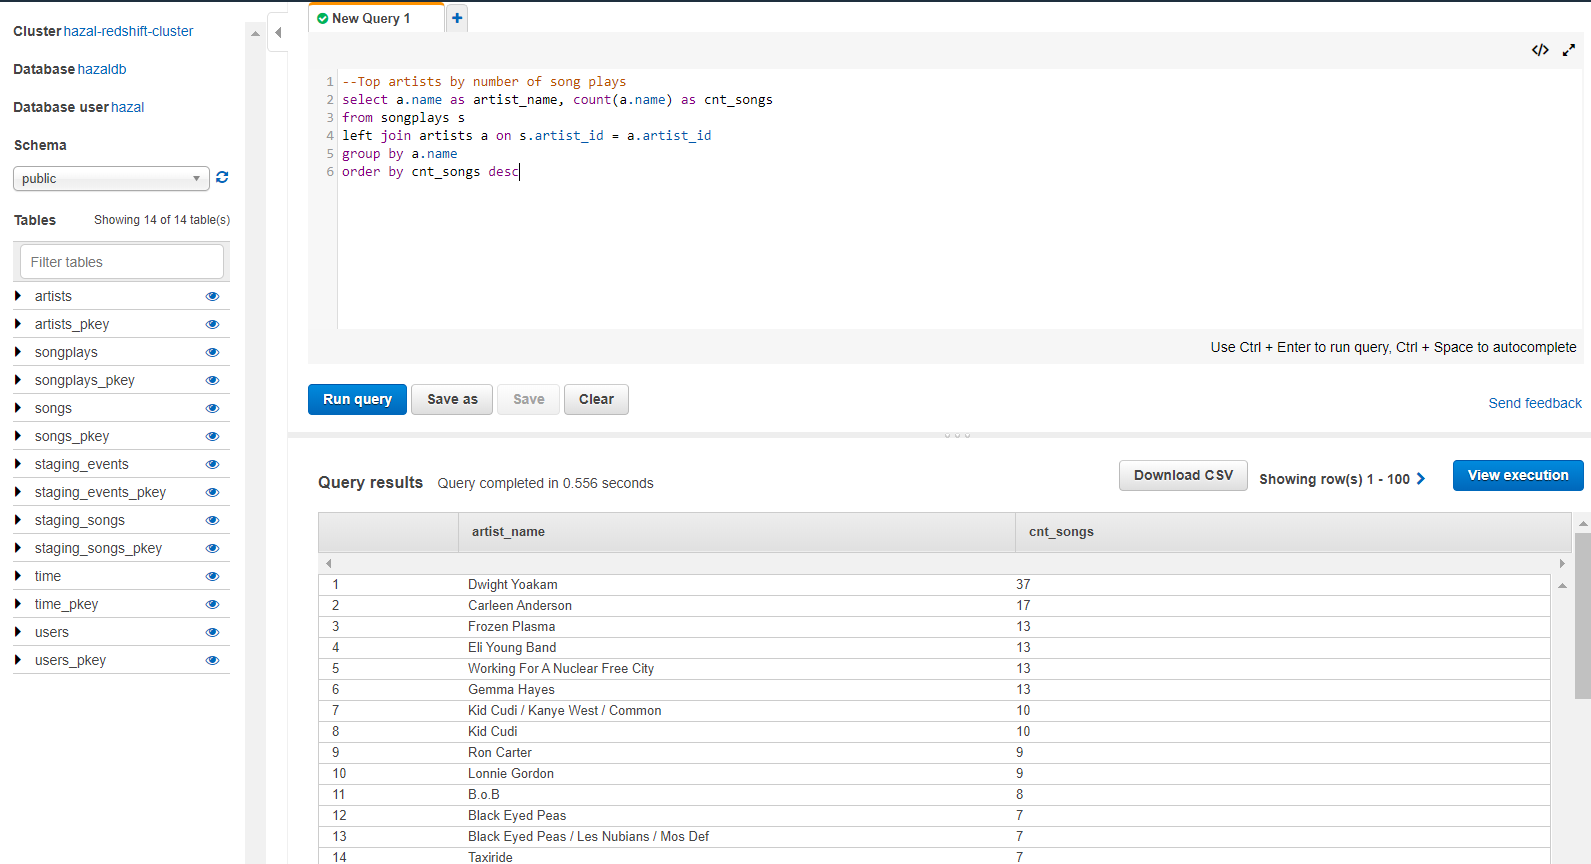 Cluster hazal-redshift-cluster
Database hazaldb
Database user hazal
Schema
public
Tables Showing 14 of 14 table(s)
Filter tables
artists
artists_pkey
songplays
songplays_pkey
songs
songs_pkey
staging_events
staging_events_pkey
staging_songs
staging_songs_pkey
time
time_pkey
users
users_pkey
New Query 1 +
</>
1 --Top artists by number of song plays
2 select a.name as artist_name, count(a.name) as cnt_songs
3 from songplays s
4 left join artists a on s.artist_id = a.artist_id
5 group by a.name
6 order by cnt_songs desc
Use Ctrl + Enter to run query, Ctrl + Space to autocomplete
Run query Save as Save Clear
Send feedback
Query results Query completed in 0.556 seconds
Download CSV Showing row(s) 1 - 100 View execution
artist_name cnt_songs
1 Dwight Yoakam 37
2 Carleen Anderson 17
3 Frozen Plasma 13
4 Eli Young Band 13
5 Working For A Nuclear Free City 13
6 Gemma Hayes 13
7 Kid Cudi / Kanye West / Common 10
8 Kid Cudi 10
9 Ron Carter 9
10 Lonnie Gordon 9
11 B.o.B 8
12 Black Eyed Peas 7
13 Black Eyed Peas / Les Nubians / Mos Def 7
14 Taxiride 7